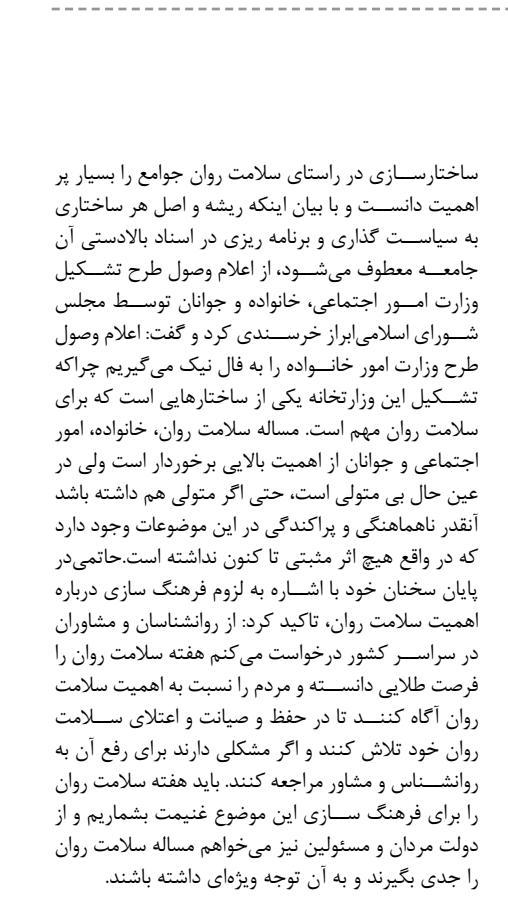 ساختارسازی در راستای سلامت روان جوامع را بسیار پر
اهمیت دانست و با بیان اینکه ریشه و اصل هر ساختاری
به سیاست گذاری و برنامه ریزی در اسناد بالادستی آن
جامعه معطوف می‌شود، از اعلام وصول طرح تشکیل
وزارت امور اجتماعی، خانواده و جوانان توسط مجلس
شورای اسلامی‌ابراز خرسندی کرد و گفت: اعلام وصول
طرح وزارت امور خانواده را به فال نیک می‌گیریم چراکه
تشکیل این وزارتخانه یکی از ساختارهایی است که برای
سلامت روان مهم است. مساله سلامت روان، خانواده، امور
اجتماعی و جوانان از اهمیت بالایی برخوردار است ولی در
عین حال بی متولی است، حتی اگر متولی هم داشته باشد
آنقدر ناهماهنگی و پراکندگی در این موضوعات وجود دارد
که در واقع هیچ اثر مثبتی تا کنون نداشته است.حاتمی‌در
پایان سخنان خود با اشاره به لزوم فرهنگ سازی درباره
اهمیت سلامت روان، تاکید کرد: از روانشناسان و مشاوران
در سراسر کشور درخواست می‌کنم هفته سلامت روان را
فرصت طلایی دانسته و مردم را نسبت به اهمیت سلامت
روان آگاه کنند تا در حفظ و صیانت و اعتلای سلامت
روان خود تلاش کنند و اگر مشکلی دارند برای رفع آن به
روانشناس و مشاور مراجعه کنند. باید هفته سلامت روان
را برای فرهنگ سازی این موضوع غنیمت بشماریم و از
دولت مردان و مسئولین نیز می‌خواهم مساله سلامت روان
را جدی بگیرند و به آن توجه ویژه‌ای داشته باشند.